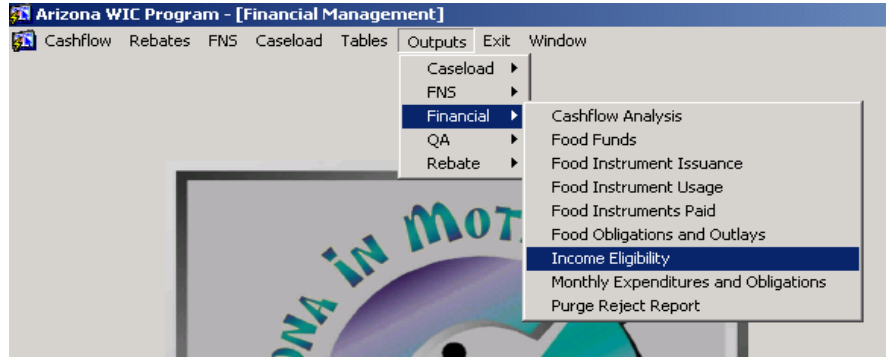 Arizona WIC Program - [Financial Management]
Cashflow Rebates FNS Caseload Tables Outputs Exit Window
Caseload
FNS
Financial
QA
Rebate
Cashflow Analysis
Food Funds
Food Instrument Issuance
Food Instrument Usage
Food Instruments Paid
Food Obligations and Outlays
Income Eligibility
Monthly Expenditures and Obligations
Purge Reject Report
IN